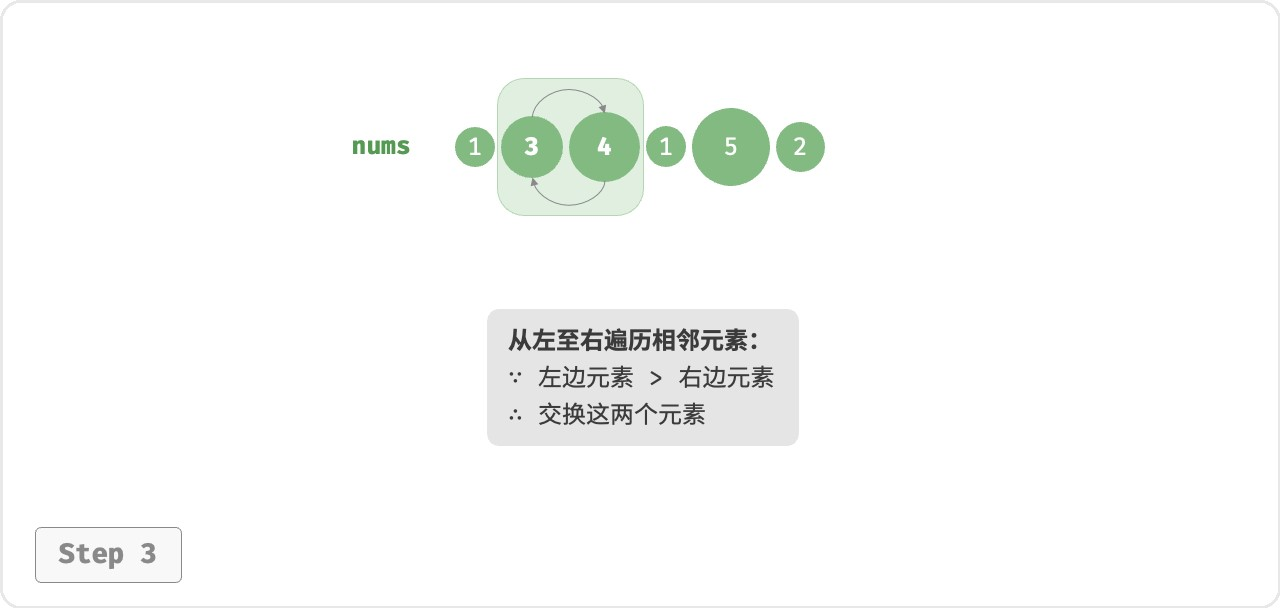 nums 1 3 4 1 5 2
从左至右遍历相邻元素：
∵ 左边元素 > 右边元素
∴ 交换这两个元素
Step 3